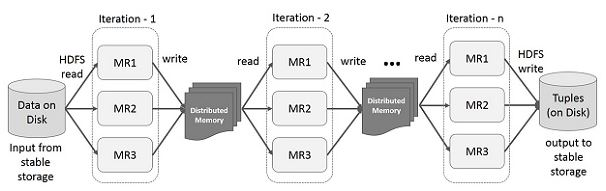 Iteration - 1
Iteration - 2
Iteration - n
HDFS
read
MR1
MR2
MR3
write
Data on
Disk
Input from
stable
storage
Distributed
Memory
read
MR1
MR2
MR3
write
•••
Distributed
Memory
read
MR1
MR2
MR3
HDFS
write
Tuples
(on Disk)
output to
stable
storage